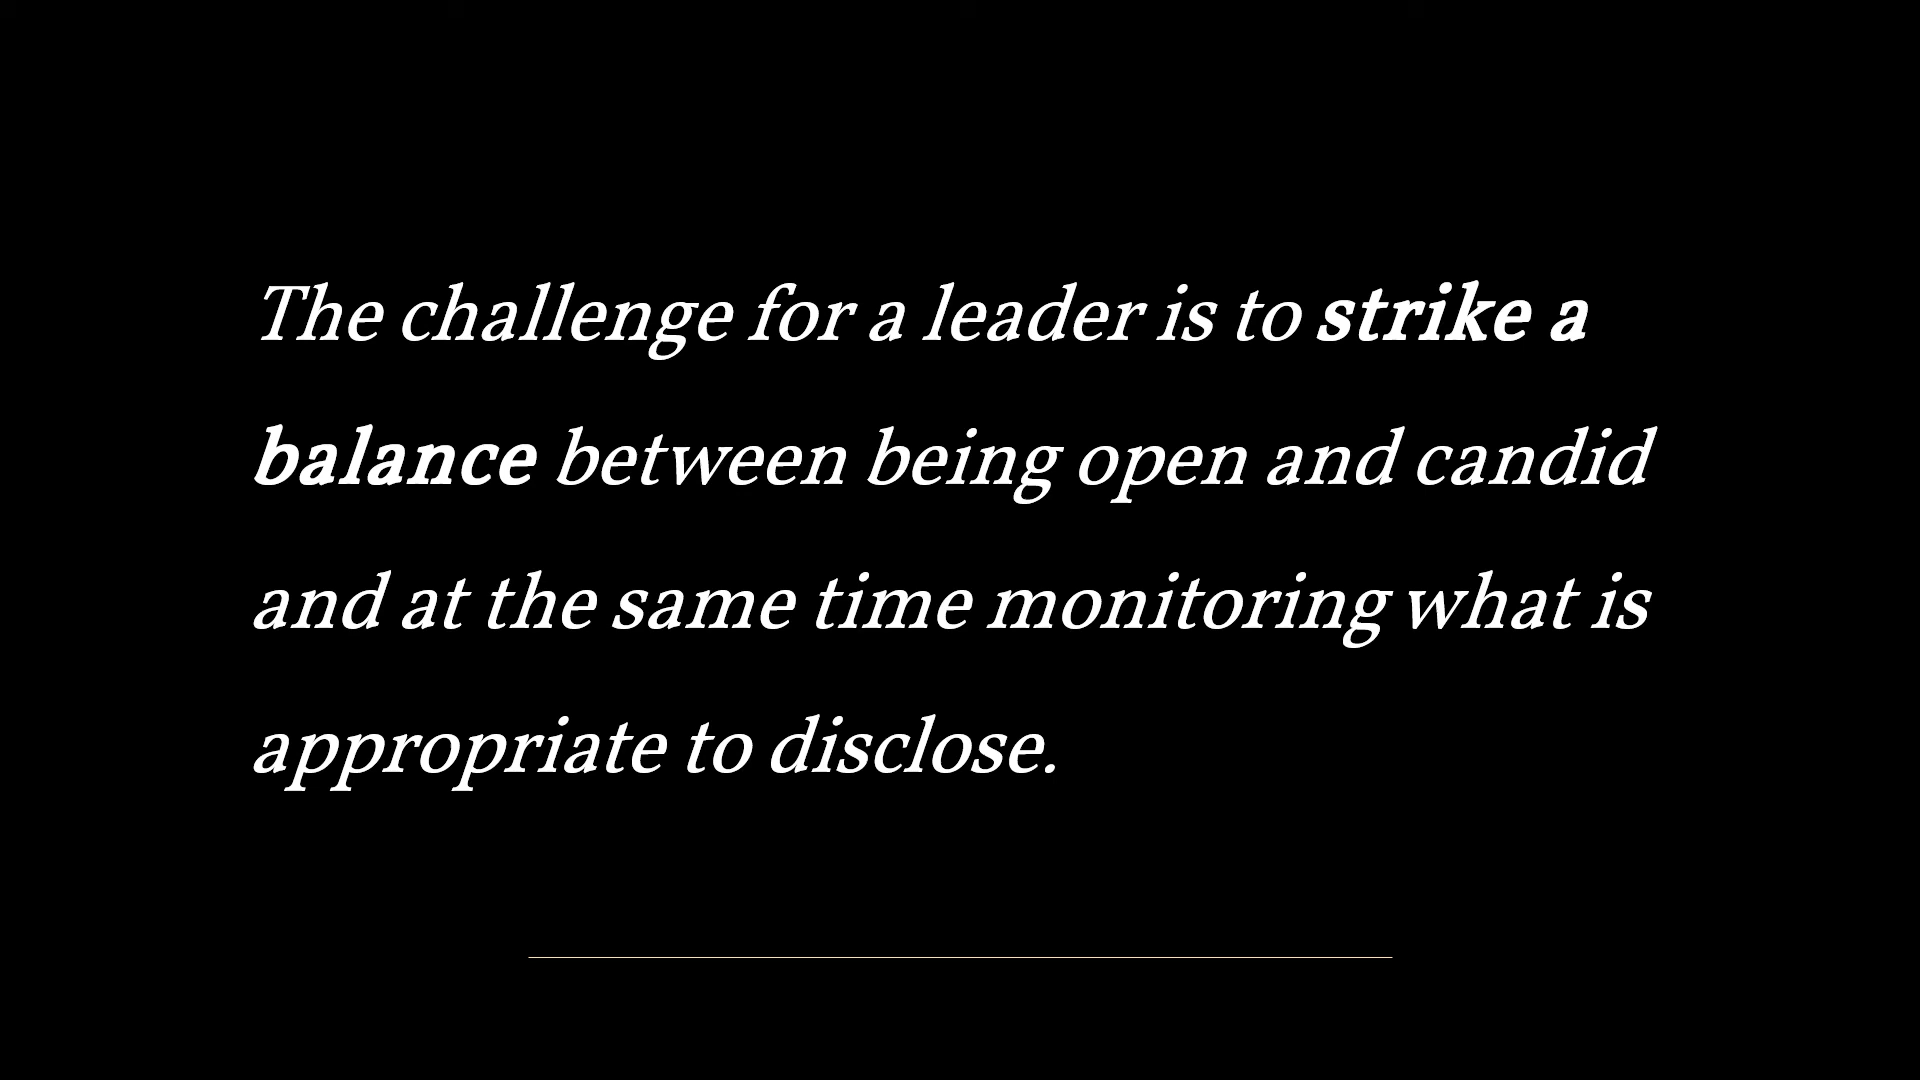 The challenge for a leader is to strike a
balance between being open and candid
and at the same time monitoring what is
appropriate to disclose.